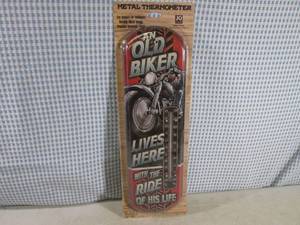 METAL THERMOMETER
AN
OLD
BIKER
LIVES
HERE
WITH THE
RIDE
OF HIS LIFE